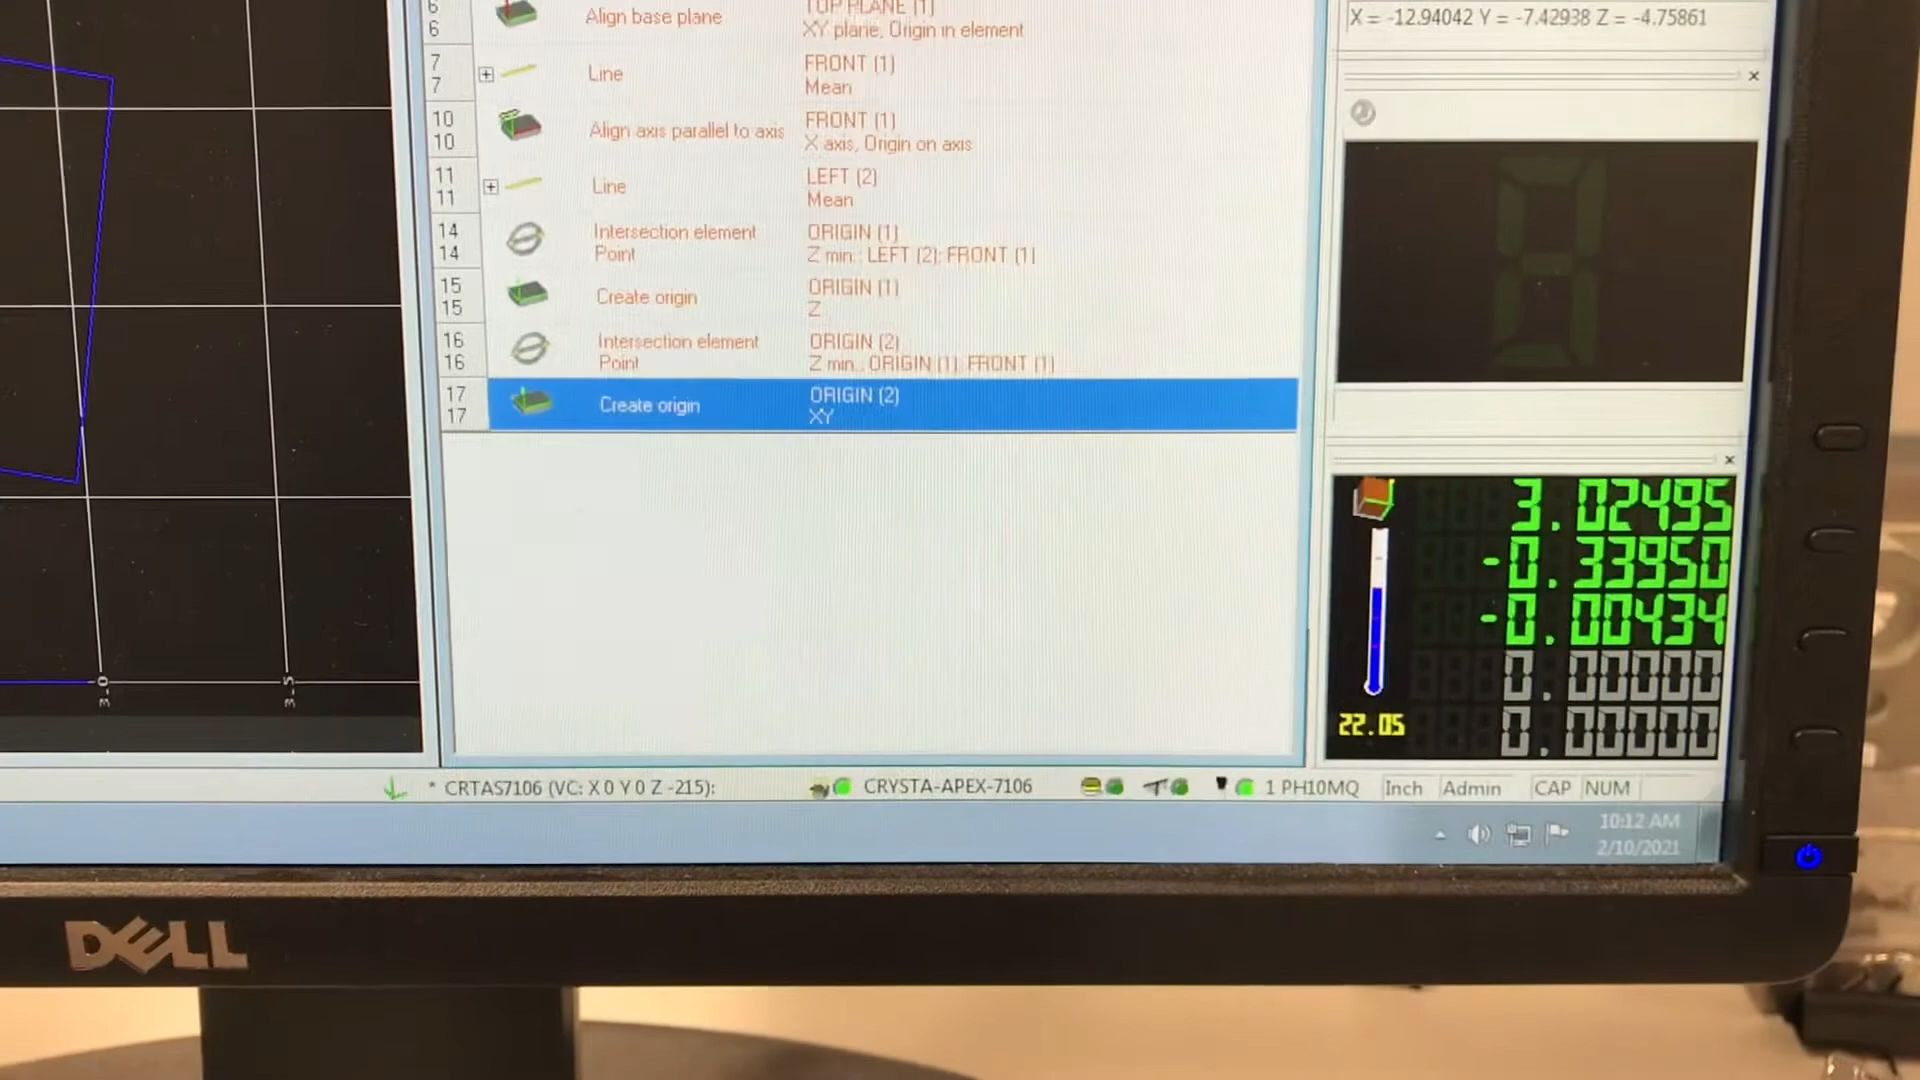 6
6
Align base plane
TOP PLANE (1)
XY plane, Origin in element
7
7
Line
FRONT (1)
Mean
10
10
Align axis parallel to axis
FRONT (1)
X axis, Origin on axis
11
11
Line
LEFT (2)
Mean
14
14
Intersection element
Point
ORIGIN (1)
Z min.: LEFT (2); FRONT (1)
15
15
Create origin
ORIGIN (1)
Z
16
16
Intersection element
Point
ORIGIN (2)
Z min.: ORIGIN (1); FRONT (1)
17
17
Create origin
ORIGIN (2)
XY
X = -12.94042 Y = -7.42938 Z = -4.75861
3.02495
-0.33950
-0.00434
0.00000
0.00000
22.05
3.0
3.5
* CRTAS7106 (VC: X 0 Y 0 Z -215):
CRYSTA-APEX-7106
1 PH10MQ
Inch
Admin
CAP
NUM
10:12 AM
2/10/2021
DELL